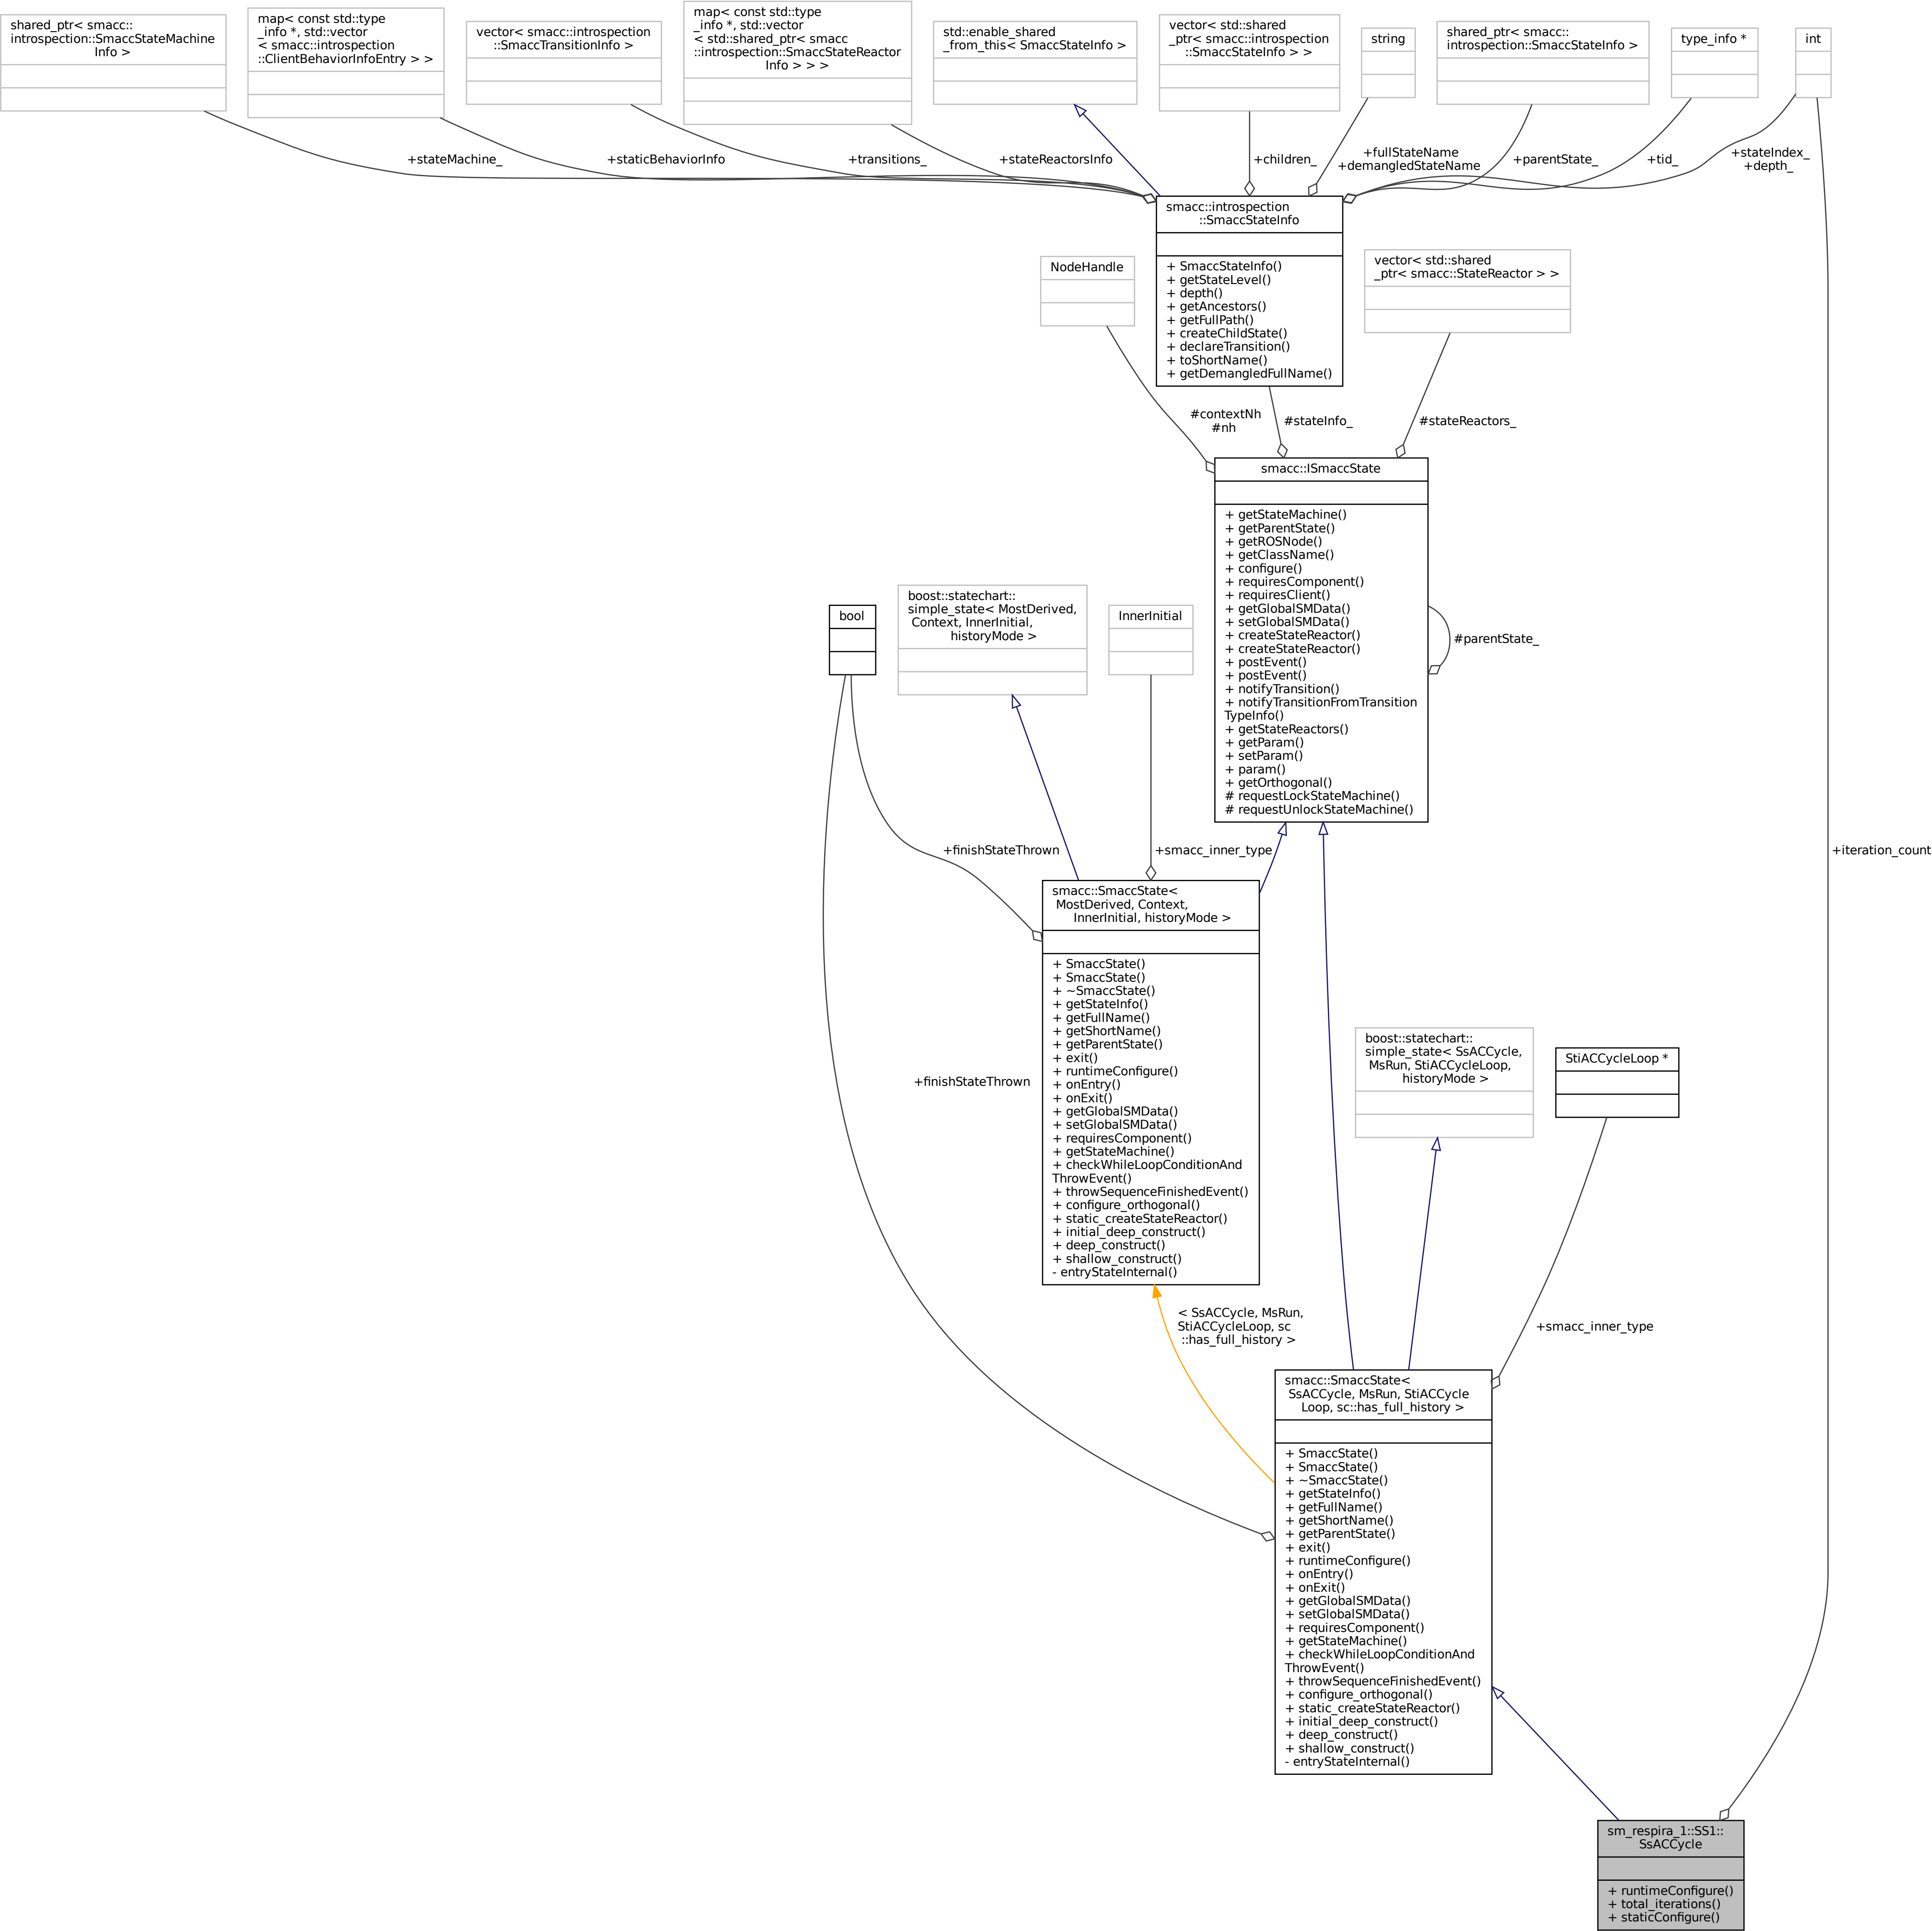 shared_ptr< smacc::
introspection::SmaccStateMachine
Info >
map< const std::type
_info *, std::vector
< smacc::introspection
::ClientBehaviorInfoEntry > >
vector< smacc::introspection
::SmaccTransitionInfo >
map< const std::type
_info *, std::vector
< std::shared_ptr< smacc
::introspection::SmaccStateReactor
Info > > >
std::enable_shared
_from_this< SmaccStateInfo >
vector< std::shared
_ptr< smacc::introspection
::SmaccStateInfo > >
string
shared_ptr< smacc::
introspection::SmaccStateInfo >
type_info *
int
+stateMachine_
+staticBehaviorInfo
+transitions_
+stateReactorsInfo
+children_
+fullStateName
+demangledStateName
+parentState_
+tid_
+stateIndex_
+depth_
smacc::introspection
::SmaccStateInfo
+ SmaccStateInfo()
+ getStateLevel()
+ depth()
+ getAncestors()
+ getFullPath()
+ createChildState()
+ declareTransition()
+ toShortName()
+ getDemangledFullName()
NodeHandle
vector< std::shared
_ptr< smacc::StateReactor > >
#contextNh
#nh
#stateInfo_
#stateReactors_
smacc::ISmaccState
+ getStateMachine()
+ getParentState()
+ getROSNode()
+ getClassName()
+ configure()
+ requiresComponent()
+ requiresClient()
+ getGlobalSMData()
+ setGlobalSMData()
+ createStateReactor()
+ createStateReactor()
+ postEvent()
+ postEvent()
+ notifyTransition()
+ notifyTransitionFromTransition
TypeInfo()
+ getStateReactors()
+ getParam()
+ setParam()
+ param()
+ getOrthogonal()
# requestLockStateMachine()
# requestUnlockStateMachine()
#parentState_
bool
boost::statechart::
simple_state< MostDerived,
Context, InnerInitial,
historyMode >
InnerInitial
+finishStateThrown
+smacc_inner_type
+iteration_count
smacc::SmaccState<
MostDerived, Context,
InnerInitial, historyMode >
+ SmaccState()
+ SmaccState()
+ ~SmaccState()
+ getStateInfo()
+ getFullName()
+ getShortName()
+ getParentState()
+ exit()
+ runtimeConfigure()
+ onEntry()
+ onExit()
+ getGlobalSMData()
+ setGlobalSMData()
+ requiresComponent()
+ getStateMachine()
+ checkWhileLoopConditionAnd
ThrowEvent()
+ throwSequenceFinishedEvent()
+ configure_orthogonal()
+ static_createStateReactor()
+ initial_deep_construct()
+ deep_construct()
+ shallow_construct()
- entryStateInternal()
+finishStateThrown
boost::statechart::
simple_state< SsACCycle,
MsRun, StiACCycleLoop,
historyMode >
StiACCycleLoop *
< SsACCycle, MsRun,
StiACCycleLoop, sc
::has_full_history >
+smacc_inner_type
smacc::SmaccState<
SsACCycle, MsRun, StiACCycle
Loop, sc::has_full_history >
+ SmaccState()
+ SmaccState()
+ ~SmaccState()
+ getStateInfo()
+ getFullName()
+ getShortName()
+ getParentState()
+ exit()
+ runtimeConfigure()
+ onEntry()
+ onExit()
+ getGlobalSMData()
+ setGlobalSMData()
+ requiresComponent()
+ getStateMachine()
+ checkWhileLoopConditionAnd
ThrowEvent()
+ throwSequenceFinishedEvent()
+ configure_orthogonal()
+ static_createStateReactor()
+ initial_deep_construct()
+ deep_construct()
+ shallow_construct()
- entryStateInternal()
sm_respira_1::SS1::
SsACCycle
+ runtimeConfigure()
+ total_iterations()
+ staticConfigure()